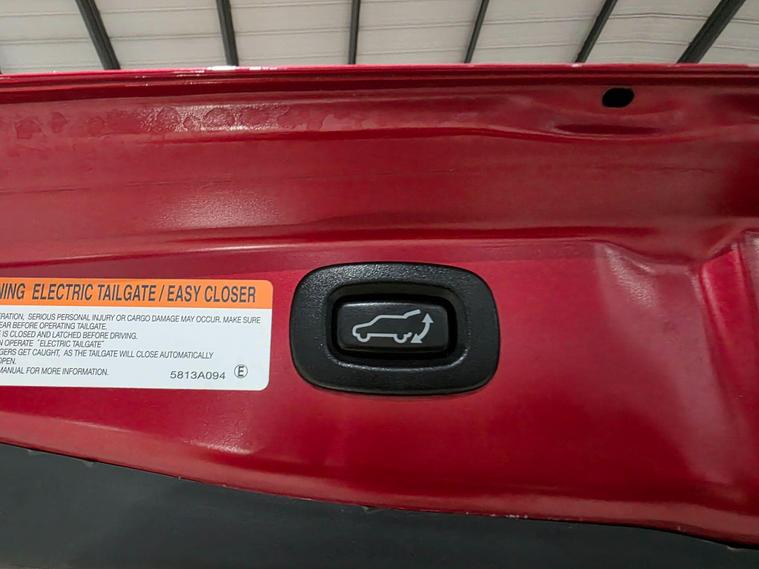 NING ELECTRIC TAILGATE / EASY CLOSER
ERATION, SERIOUS PERSONAL INJURY OR CARGO DAMAGE MAY OCCUR. MAKE SURE
EAR BEFORE OPERATING TAILGATE.
E IS CLOSED AND LATCHED BEFORE DRIVING.
N OPERATE "ELECTRIC TAILGATE"
GERS GET CAUGHT, AS THE TAILGATE WILL CLOSE AUTOMATICALLY
OPEN.
MANUAL FOR MORE INFORMATION.
5813A094 E